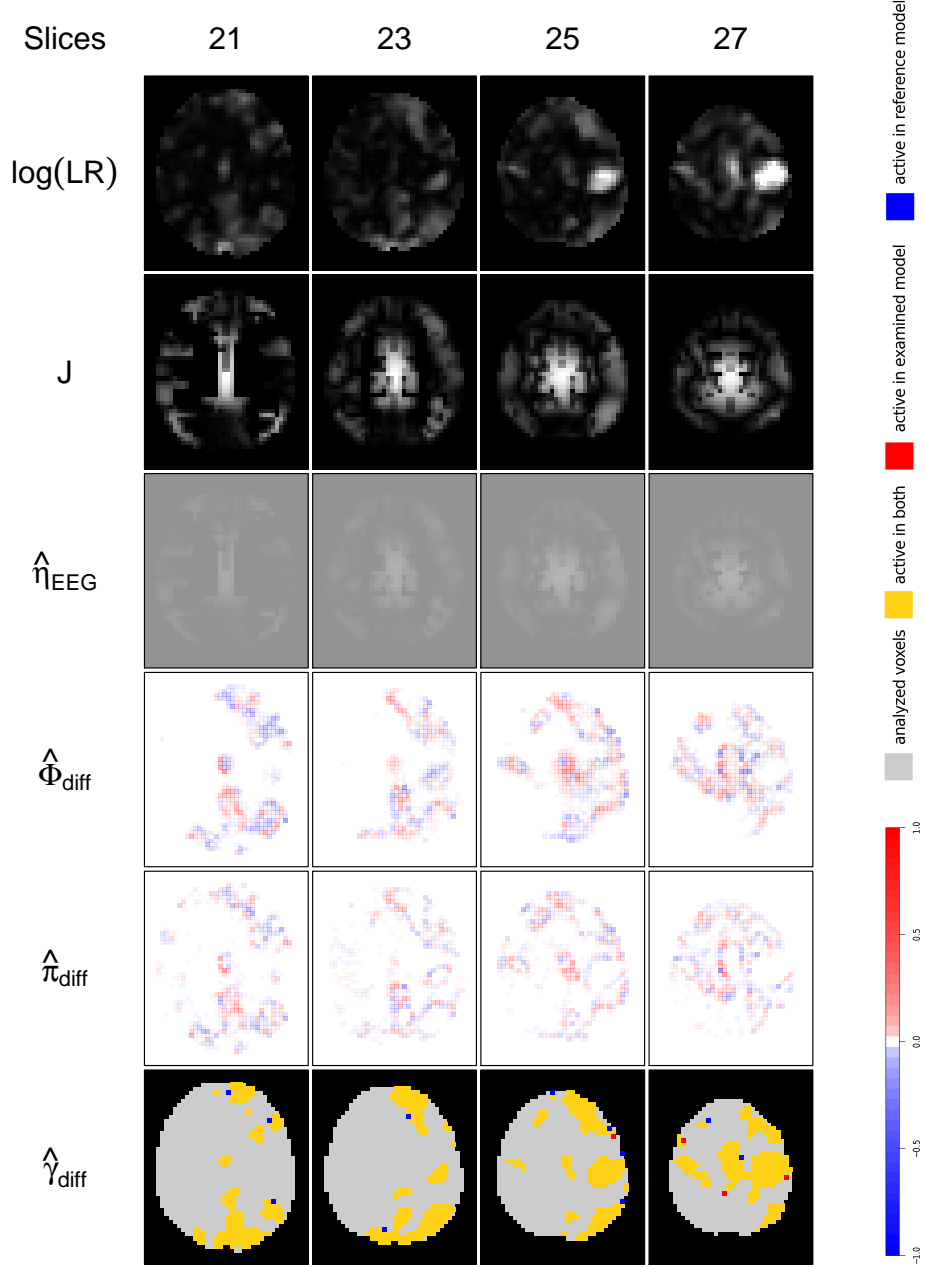 Slices 21 23 25 27
log(LR)
J
η̂EEG
Φ̂diff
π̂diff
γ̂diff
active in reference model
active in examined model
active in both
analyzed voxels
1.0
0.5
0.0
−0.5
−1.0